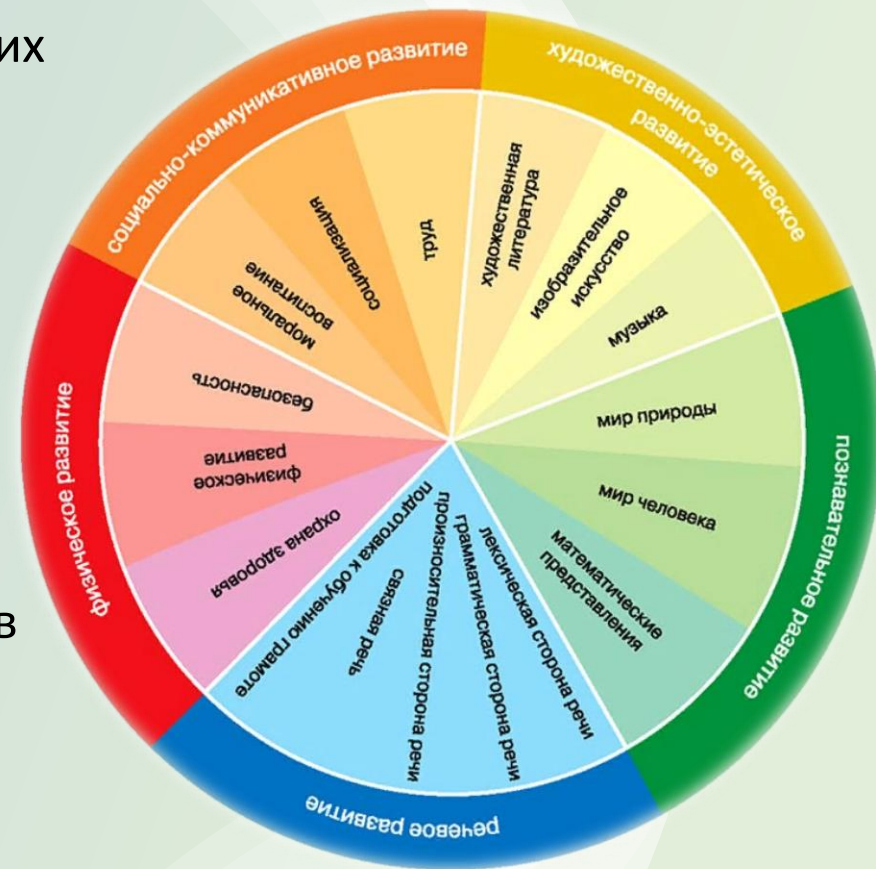 их
в
социально-коммуникативное развитие
художественно-эстетическое
развитие
познавательное развитие
речевое развитие
физическое развитие
труд
социализация
моральное
воспитание
художественная
литература
изобразительное
искусство
музыка
мир природы
мир человека
математические
представления
лексическая сторона речи
грамматическая сторона речи
произносительная сторона речи
связная речь
подготовка к обучению грамоте
охрана здоровья
физическое
развитие
безопасность